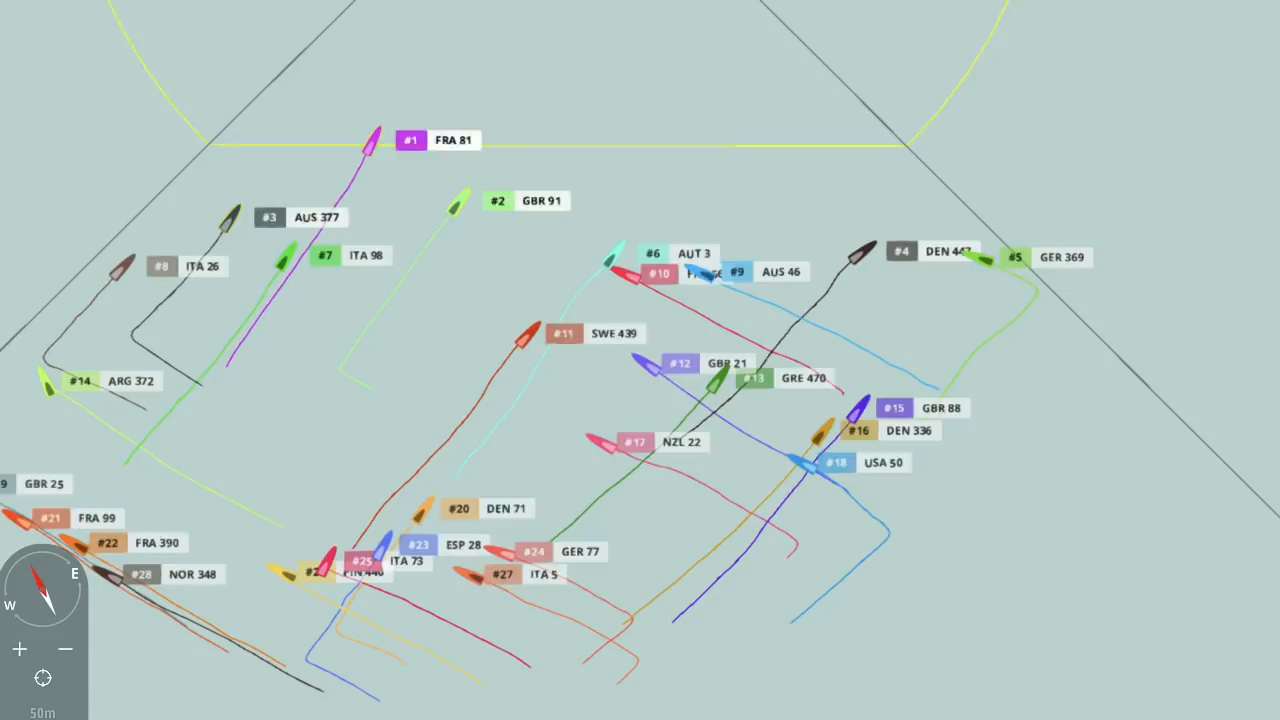 #1 FRA 81
#2 GBR 91
#3 AUS 377
#7 ITA 98
#6 AUT 3
#4 DEN
#5 GER 369
#8 ITA 26
#10
#9 AUS 46
#11 SWE 439
#12 GBR 21
#14 ARG 372
#13 GRE 470
#15 GBR 88
#16 DEN 336
#17 NZL 22
#18 USA 50
9 GBR 25
#20 DEN 71
#21 FRA 99
#22 FRA 390
#23 ESP 28
#24 GER 77
#25 ITA 73
#28 NOR 348
FIN 440
#27 ITA 5
E
W
50m